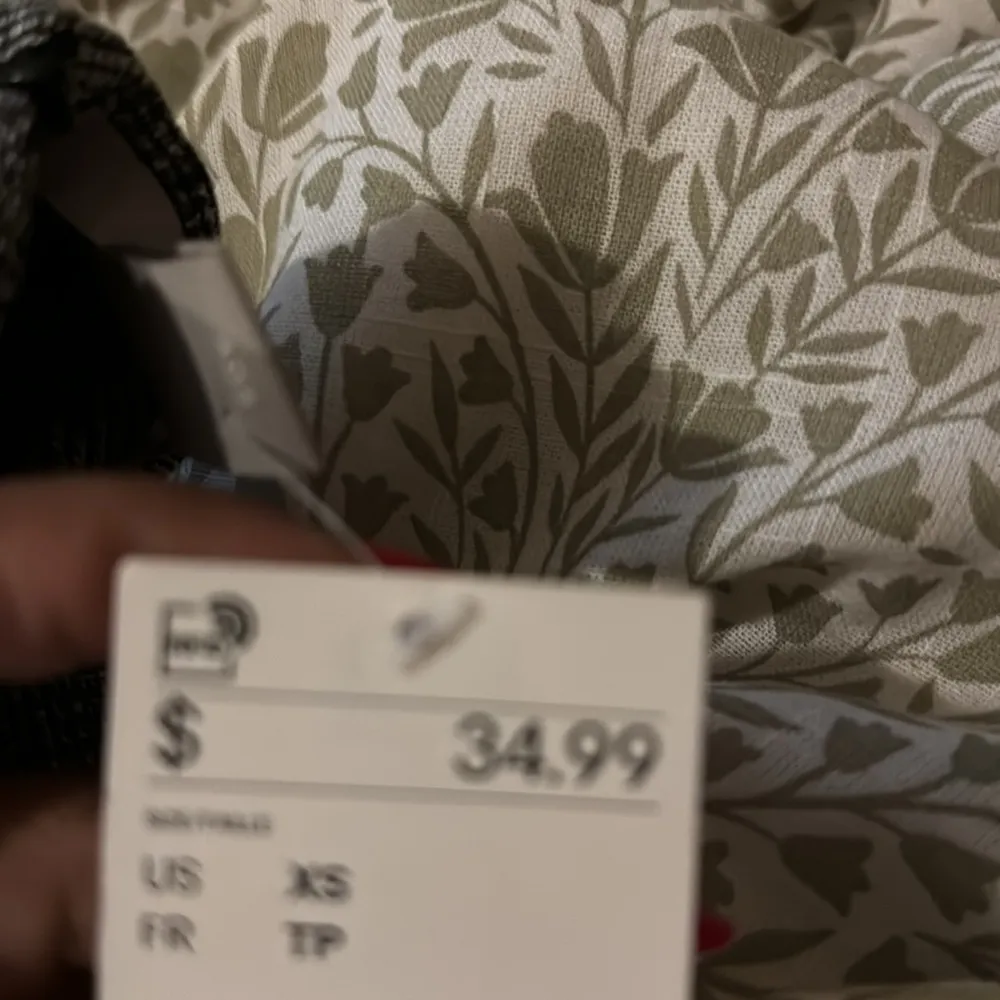 $ 34.99
US XS
FR TP